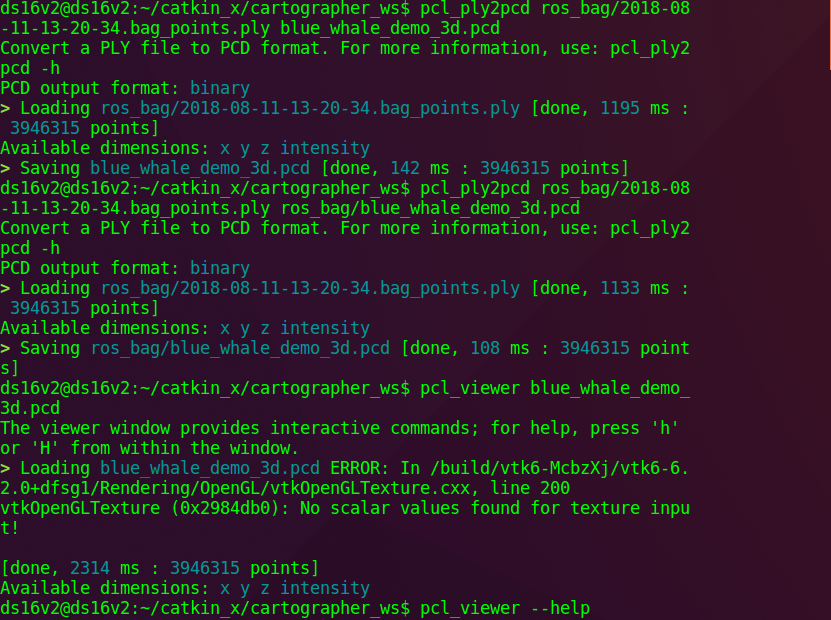 ds16v2@ds16v2:~/catkin_x/cartographer_ws$ pcl_ply2pcd ros_bag/2018-08
-11-13-20-34.bag_points.ply blue_whale_demo_3d.pcd
Convert a PLY file to PCD format. For more information, use: pcl_ply2
pcd -h
PCD output format: binary
> Loading ros_bag/2018-08-11-13-20-34.bag_points.ply [done, 1195 ms :
 3946315 points]
Available dimensions: x y z intensity
> Saving blue_whale_demo_3d.pcd [done, 142 ms : 3946315 points]
ds16v2@ds16v2:~/catkin_x/cartographer_ws$ pcl_ply2pcd ros_bag/2018-08
-11-13-20-34.bag_points.ply ros_bag/blue_whale_demo_3d.pcd
Convert a PLY file to PCD format. For more information, use: pcl_ply2
pcd -h
PCD output format: binary
> Loading ros_bag/2018-08-11-13-20-34.bag_points.ply [done, 1133 ms :
 3946315 points]
Available dimensions: x y z intensity
> Saving ros_bag/blue_whale_demo_3d.pcd [done, 108 ms : 3946315 point
s]
ds16v2@ds16v2:~/catkin_x/cartographer_ws$ pcl_viewer blue_whale_demo_
3d.pcd
The viewer window provides interactive commands; for help, press 'h'
or 'H' from within the window.
> Loading blue_whale_demo_3d.pcd ERROR: In /build/vtk6-McbzXj/vtk6-6.
2.0+dfsg1/Rendering/OpenGL/vtkOpenGLTexture.cxx, line 200
vtkOpenGLTexture (0x2984db0): No scalar values found for texture inpu
t!

[done, 2314 ms : 3946315 points]
Available dimensions: x y z intensity
ds16v2@ds16v2:~/catkin_x/cartographer_ws$ pcl_viewer --help